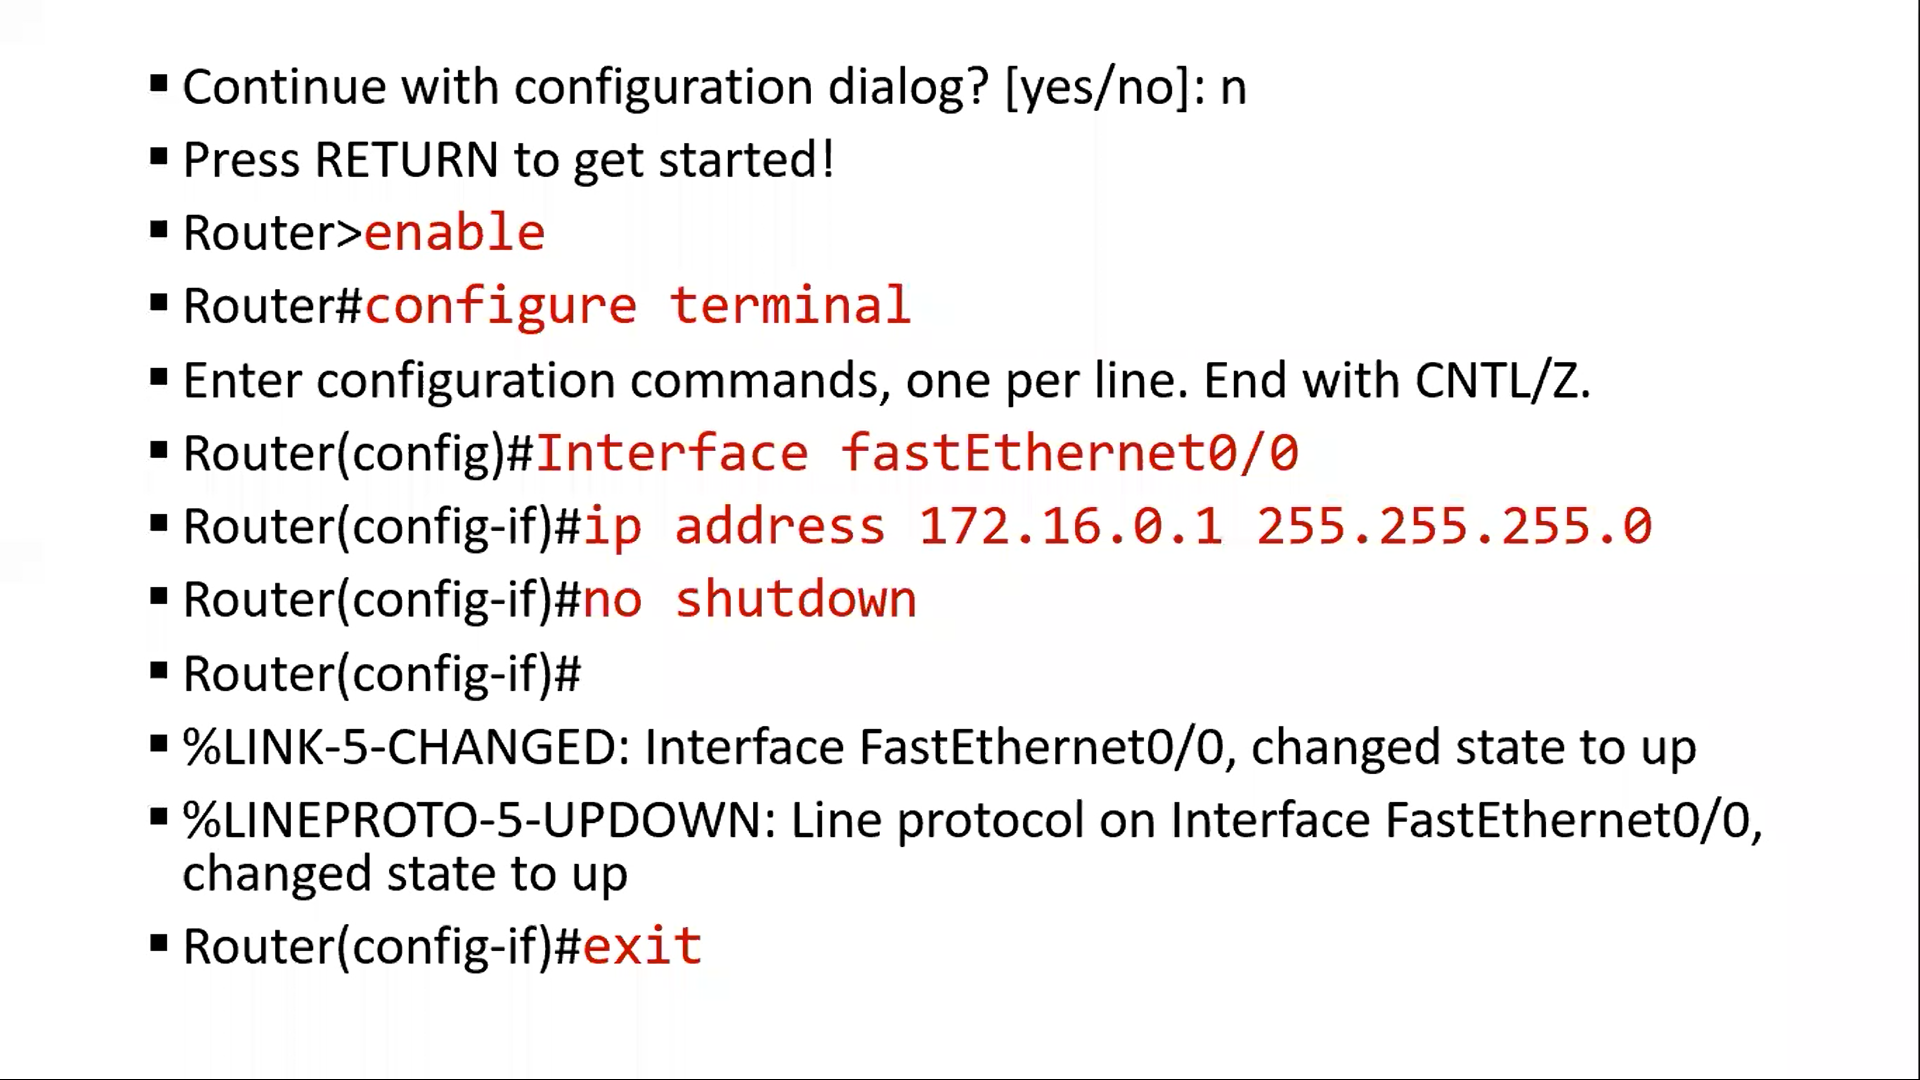 ▪ Continue with configuration dialog? [yes/no]: n
▪ Press RETURN to get started!
▪ Router>enable
▪ Router#configure terminal
▪ Enter configuration commands, one per line. End with CNTL/Z.
▪ Router(config)#Interface fastEthernet0/0
▪ Router(config-if)#ip address 172.16.0.1 255.255.255.0
▪ Router(config-if)#no shutdown
▪ Router(config-if)#
▪ %LINK-5-CHANGED: Interface FastEthernet0/0, changed state to up
▪ %LINEPROTO-5-UPDOWN: Line protocol on Interface FastEthernet0/0,
changed state to up
▪ Router(config-if)#exit